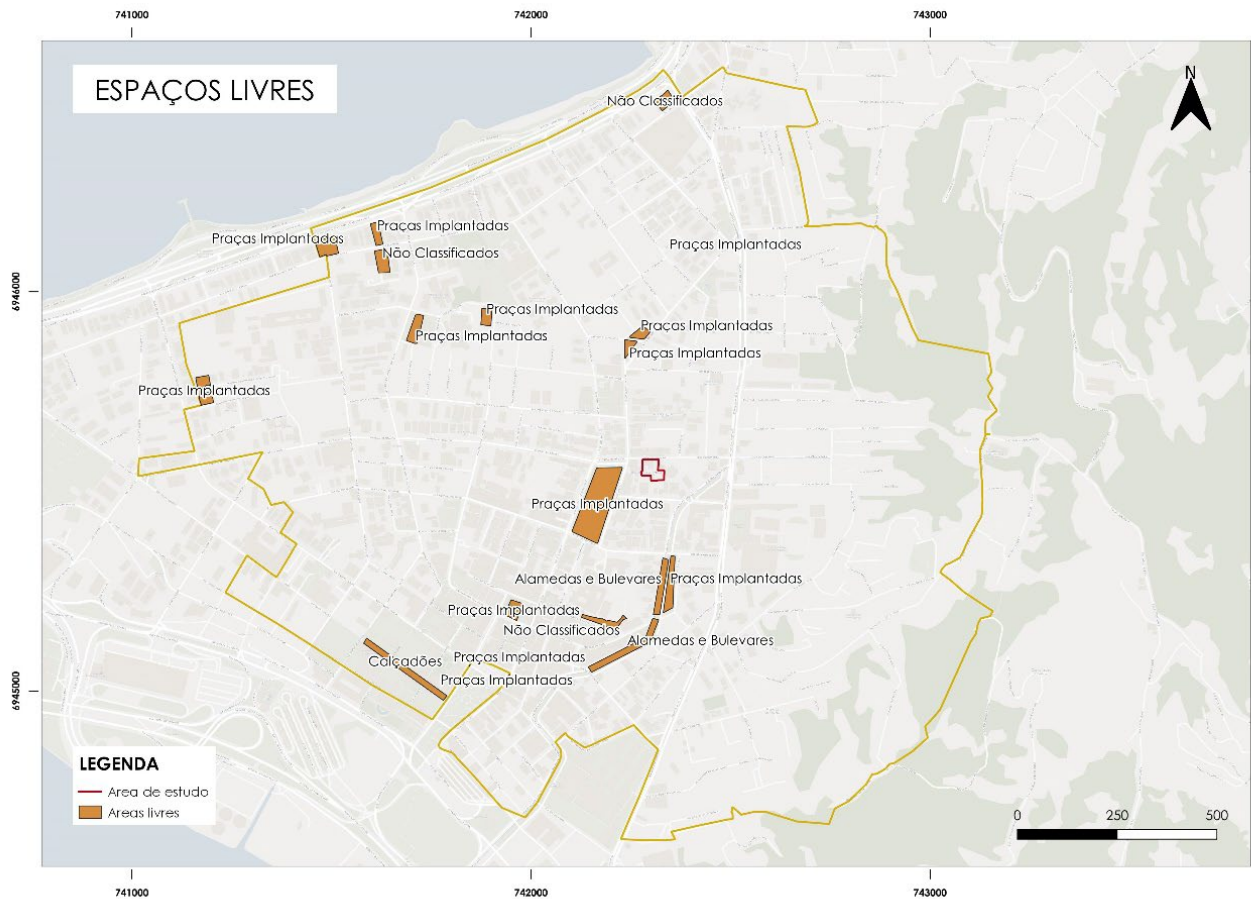 741000
742000
743000
ESPAÇOS LIVRES
N
Não Classificados
Praças Implantadas
Praças Implantadas
Praças Implantadas
Não Classificados
6946000
6946000
Praças Implantadas
Praças Implantadas
Praças Implantadas
Praças Implantadas
Praças Implantadas
Praças Implantadas
Alamedas e Bulevares
Praças Implantadas
Praças Implantadas
Não Classificados
Alamedas e Bulevares
Praças Implantadas
Calçadões
Praças Implantadas
6945000
6945000
LEGENDA
Area de estudo
Areas livres
0
250
500
741000
742000
743000